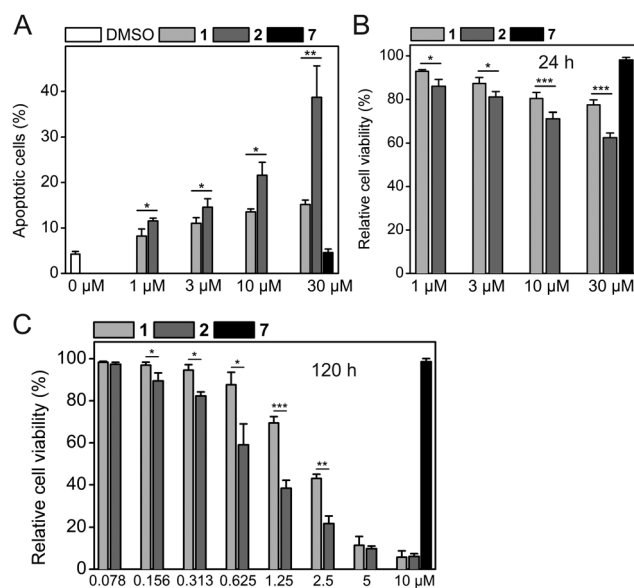 A
DMSO 1 2 7
Apoptotic cells (%)
40
30
20
10
0
* * * **
0 µM 1 µM 3 µM 10 µM 30 µM
B
1 2 7
24 h
Relative cell viability (%)
100
80
60
40
20
0
* * *** ***
1 µM 3 µM 10 µM 30 µM
C
1 2 7
120 h
Relative cell viability (%)
100
80
60
40
20
0
* * * *** **
0.078 0.156 0.313 0.625 1.25 2.5 5 10 µM